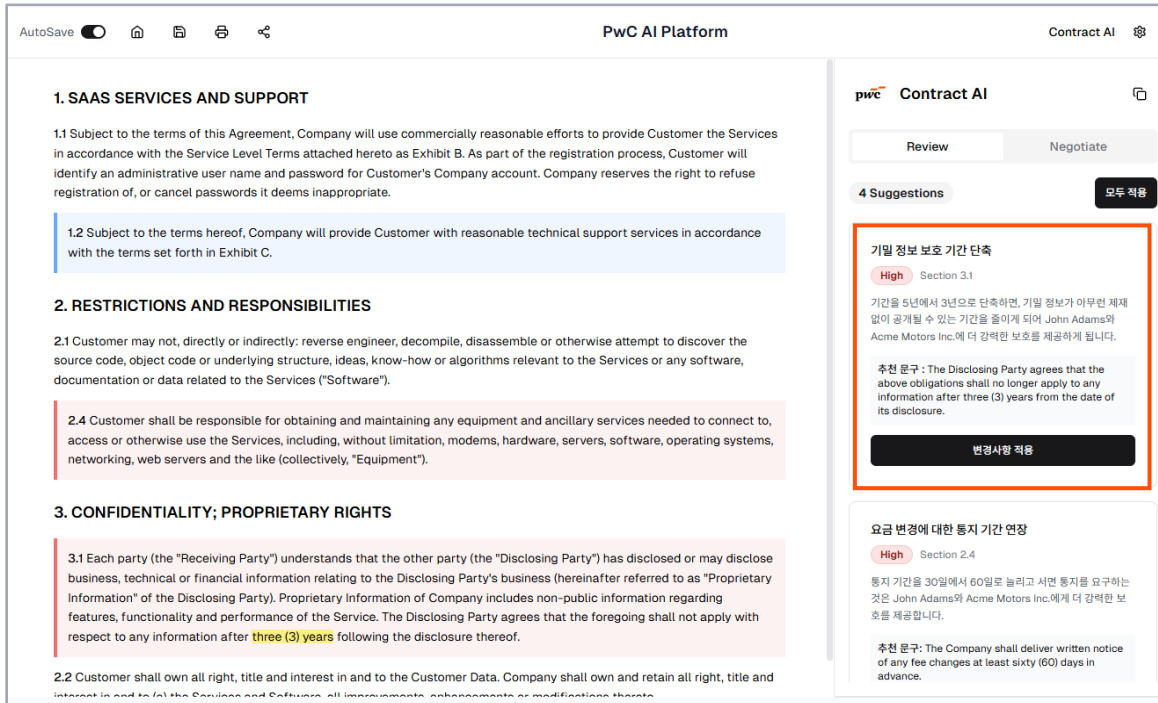 AutoSave
PwC AI Platform
Contract AI
1. SAAS SERVICES AND SUPPORT
1.1 Subject to the terms of this Agreement, Company will use commercially reasonable efforts to provide Customer the Services
in accordance with the Service Level Terms attached hereto as Exhibit B. As part of the registration process, Customer will
identify an administrative user name and password for Customer's Company account. Company reserves the right to refuse
registration of, or cancel passwords it deems inappropriate.
1.2 Subject to the terms hereof, Company will provide Customer with reasonable technical support services in accordance
with the terms set forth in Exhibit C.
2. RESTRICTIONS AND RESPONSIBILITIES
2.1 Customer may not, directly or indirectly: reverse engineer, decompile, disassemble or otherwise attempt to discover the
source code, object code or underlying structure, ideas, know-how or algorithms relevant to the Services or any software,
documentation or data related to the Services ("Software").
2.4 Customer shall be responsible for obtaining and maintaining any equipment and ancillary services needed to connect to,
access or otherwise use the Services, including, without limitation, modems, hardware, servers, software, operating systems,
networking, web servers and the like (collectively, "Equipment").
3. CONFIDENTIALITY; PROPRIETARY RIGHTS
3.1 Each party (the "Receiving Party") understands that the other party (the "Disclosing Party") has disclosed or may disclose
business, technical or financial information relating to the Disclosing Party's business (hereinafter referred to as "Proprietary
Information" of the Disclosing Party). Proprietary Information of Company includes non-public information regarding
features, functionality and performance of the Service. The Disclosing Party agrees that the foregoing shall not apply with
respect to any information after three (3) years following the disclosure thereof.
2.2 Customer shall own all right, title and interest in and to the Customer Data. Company shall own and retain all right, title and
interest in and to (a) the Services and Software, all improvements, enhancements or modifications thereto
pwc Contract AI
Review
Negotiate
4 Suggestions
모두 적용
기밀 정보 보호 기간 단축
High Section 3.1
기간을 5년에서 3년으로 단축하면, 기밀 정보가 아무런 제재
없이 공개될 수 있는 기간을 줄이게 되어 John Adams와
Acme Motors Inc.에 더 강력한 보호를 제공하게 됩니다.
추천 문구 : The Disclosing Party agrees that the
above obligations shall no longer apply to any
information after three (3) years from the date of
its disclosure.
변경사항 적용
요금 변경에 대한 통지 기간 연장
High Section 2.4
통지 기간을 30일에서 60일로 늘리고 서면 통지를 요구하는
것은 John Adams와 Acme Motors Inc.에게 더 강력한 보
호를 제공합니다.
추천 문구: The Company shall deliver written notice
of any fee changes at least sixty (60) days in
advance.